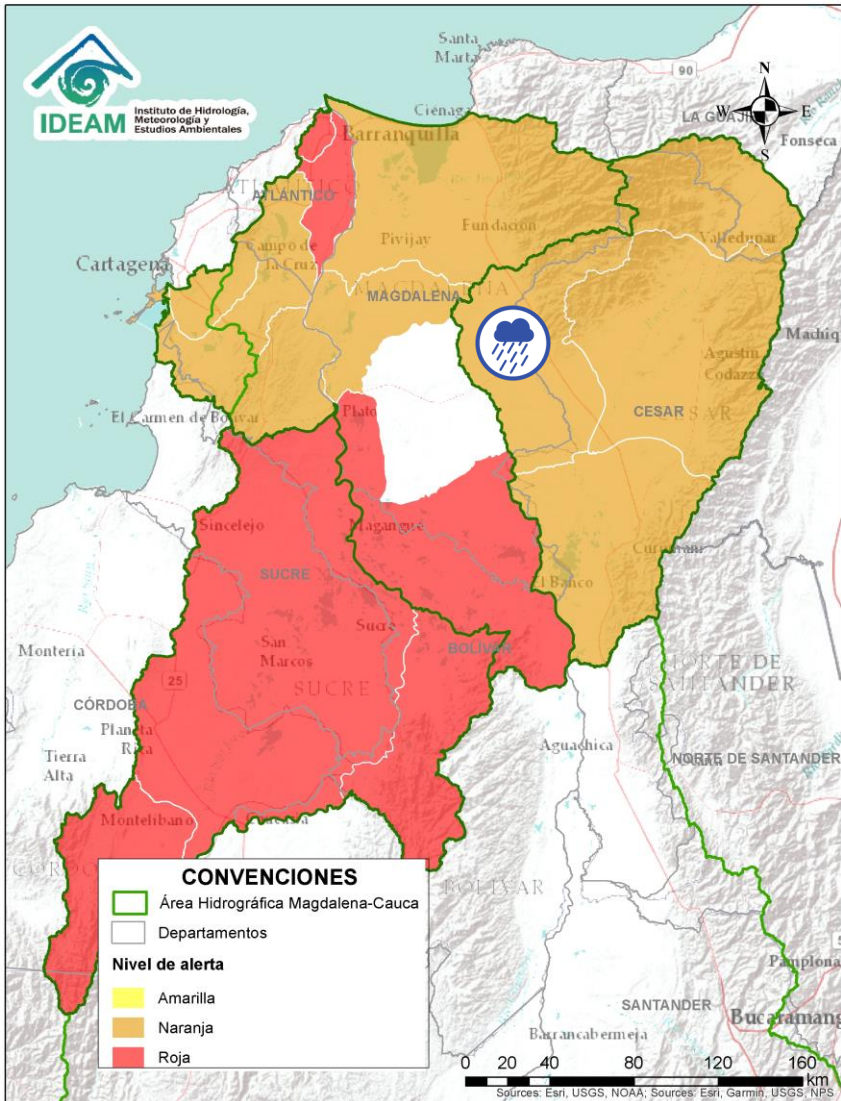 IDEAM
Instituto de Hidrología,
Meteorología y
Estudios Ambientales
Santa
Marta
90
N
W
E
S
Ciénaga
LA GUAJIR
Fonseca
Barranquilla
ATLÁNTICO
Campo de
la Cruz
Pivijay
Fundación
Valledupar
Cartagena
MAGDALENA
Machiq
Agustín
Codazzi
CESAR
El Carmen de Bolívar
Plato
Sincelejo
Magangue
SUCRE
Curumaní
El Banco
San
Marcos
Sucre
BOLÍVAR
SUCRE
Montería
25
NORTE DE
SANTANDER
CÓRDOBA
Planeta
Rica
Aguachica
Tierra
Alta
NORTE DE SANTANDER
Montelíbano
Caucasia
BOLÍVAR
CONVENCIONES
Área Hidrográfica Magdalena-Cauca
Departamentos
Nivel de alerta
Amarilla
Naranja
Roja
Pamplona
SANTANDER
Bucaramang
Barrancabermeja
0 20 40 80 120 160
km
Sources: Esri, USGS, NOAA; Sources: Esri, Garmin, USGS, NPS